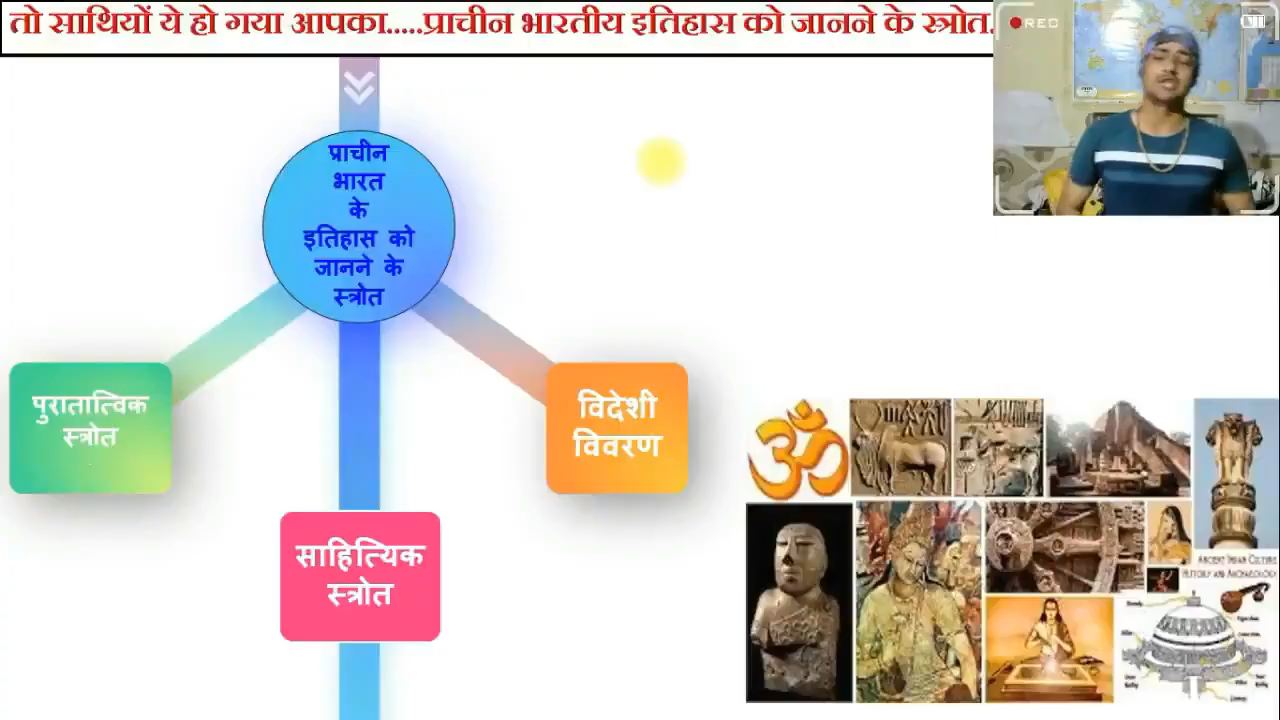 तो साथियों ये हो गया आपका.....प्राचीन भारतीय इतिहास को जानने के स्त्रोत.
REC
प्राचीन
भारत
के
इतिहास को
जानने के
स्त्रोत
पुरातात्विक
स्त्रोत
विदेशी
विवरण
साहित्यिक
स्त्रोत
ॐ
ANCIENT INDIAN CULTURE
HISTORY AND ARCHAEOLOGY